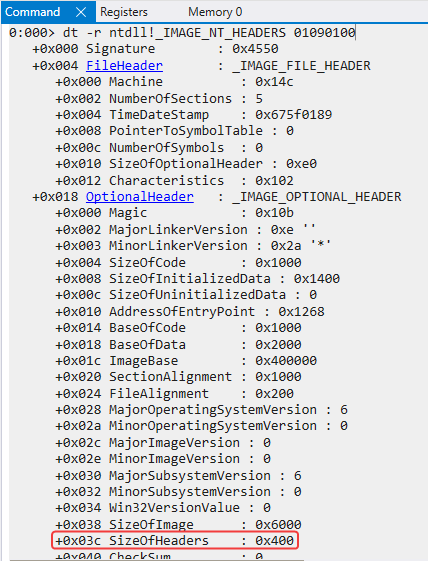 Command Registers Memory 0
0:000> dt -r ntdll!_IMAGE_NT_HEADERS 01090100
+0x000 Signature : 0x4550
+0x004 FileHeader : _IMAGE_FILE_HEADER
+0x000 Machine : 0x14c
+0x002 NumberOfSections : 5
+0x004 TimeDateStamp : 0x675f0189
+0x008 PointerToSymbolTable : 0
+0x00c NumberOfSymbols : 0
+0x010 SizeOfOptionalHeader : 0xe0
+0x012 Characteristics : 0x102
+0x018 OptionalHeader : _IMAGE_OPTIONAL_HEADER
+0x000 Magic : 0x10b
+0x002 MajorLinkerVersion : 0xe ''
+0x003 MinorLinkerVersion : 0x2a '*'
+0x004 SizeOfCode : 0x1000
+0x008 SizeOfInitializedData : 0x1400
+0x00c SizeOfUninitializedData : 0
+0x010 AddressOfEntryPoint : 0x1268
+0x014 BaseOfCode : 0x1000
+0x018 BaseOfData : 0x2000
+0x01c ImageBase : 0x400000
+0x020 SectionAlignment : 0x1000
+0x024 FileAlignment : 0x200
+0x028 MajorOperatingSystemVersion : 6
+0x02a MinorOperatingSystemVersion : 0
+0x02c MajorImageVersion : 0
+0x02e MinorImageVersion : 0
+0x030 MajorSubsystemVersion : 6
+0x032 MinorSubsystemVersion : 0
+0x034 Win32VersionValue : 0
+0x038 SizeOfImage : 0x6000
+0x03c SizeOfHeaders : 0x400
+0x040 CheckSum : 0